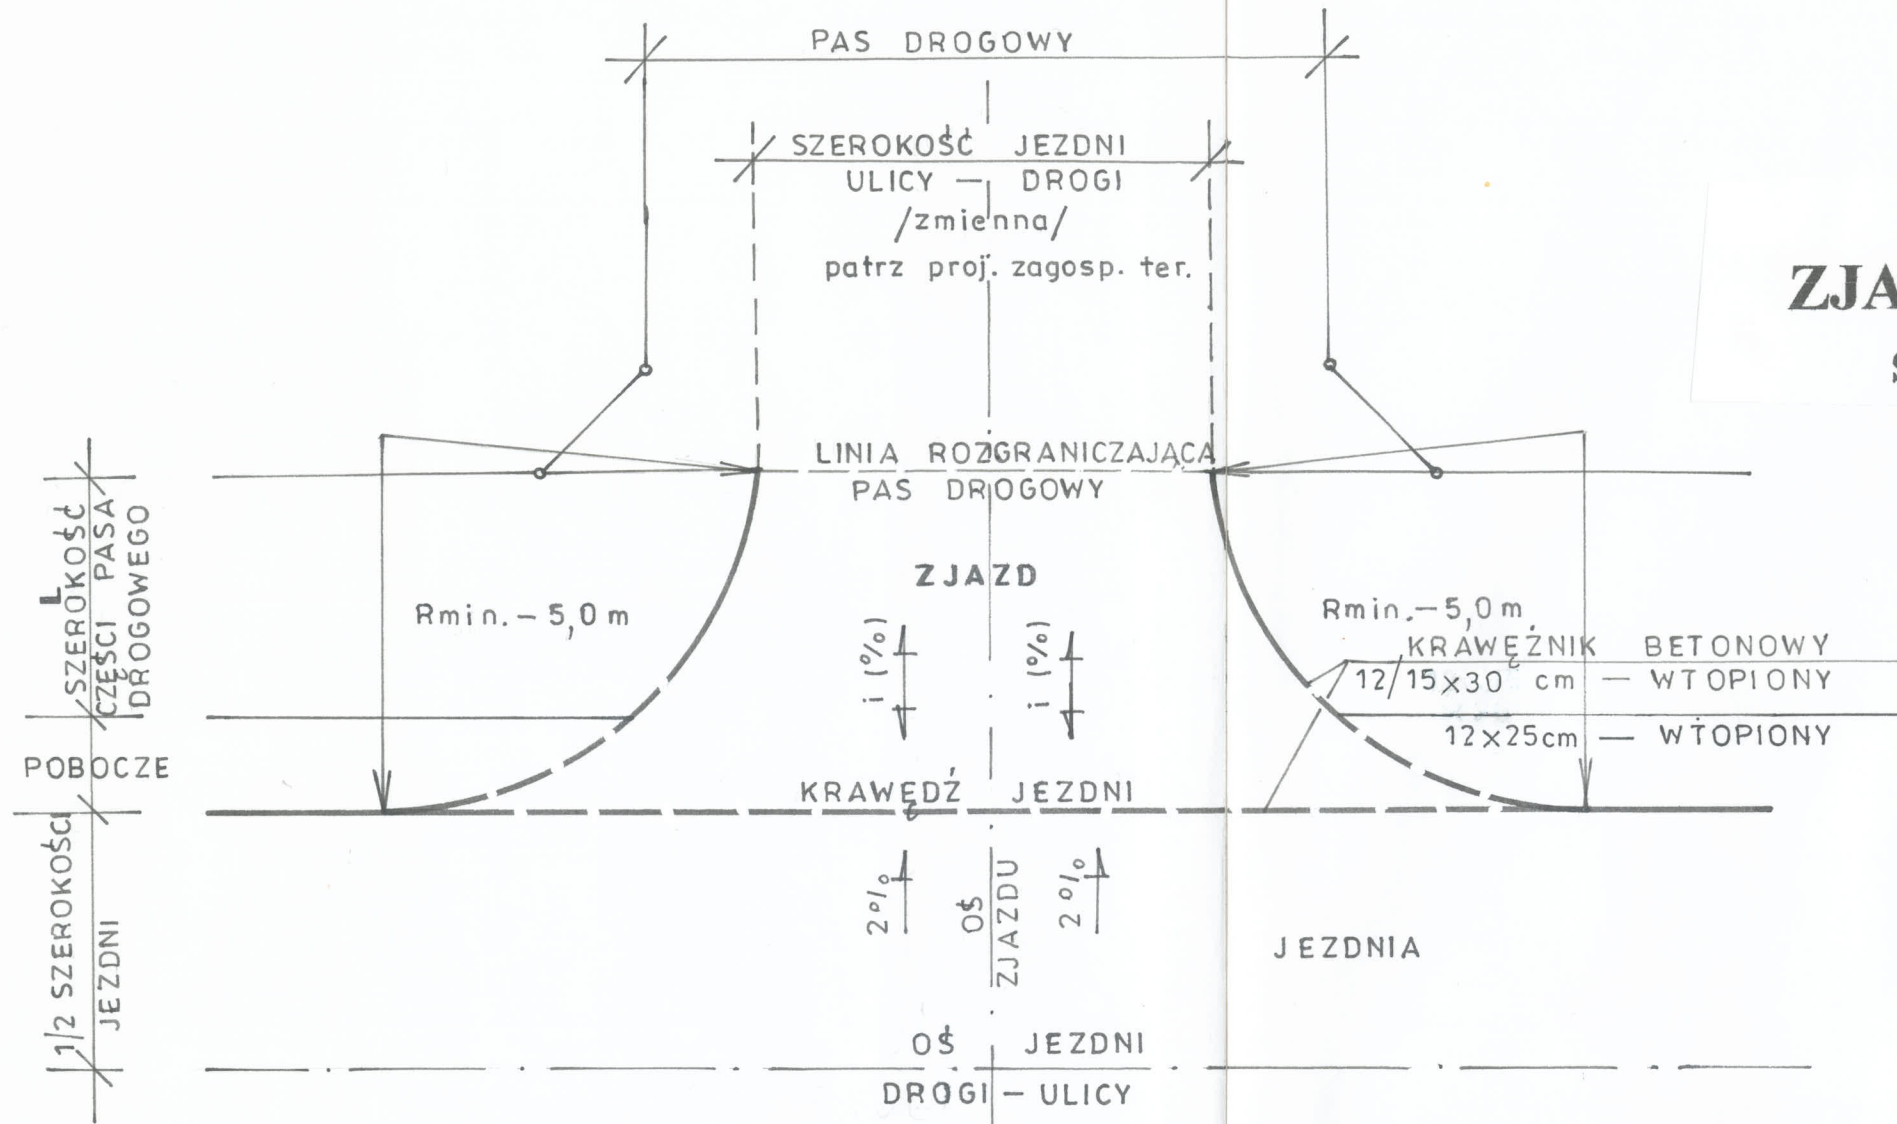 PAS DROGOWY
SZEROKOŚĆ JEZDNI
ULICY — DROGI
/zmienna/
patrz proj. zagosp. ter.
ZJA
LINIA ROZGRANICZAJĄCA
PAS DROGOWY
L
SZEROKOŚĆ
CZĘŚCI PASA
DROGOWEGO
ZJAZD
Rmin.— 5,0 m
i (%)
i (%)
Rmin.—5,0 m
KRAWĘŻNIK BETONOWY
12/15x30 cm — WTOPIONY
12x25cm — WTOPIONY
POBOCZE
KRAWĘDŹ JEZDNI
1/2 SZEROKOŚCI
JEZDNI
2%
OŚ
ZJAZDU
2%
JEZDNIA
OŚ JEZDNI
DROGI — ULICY